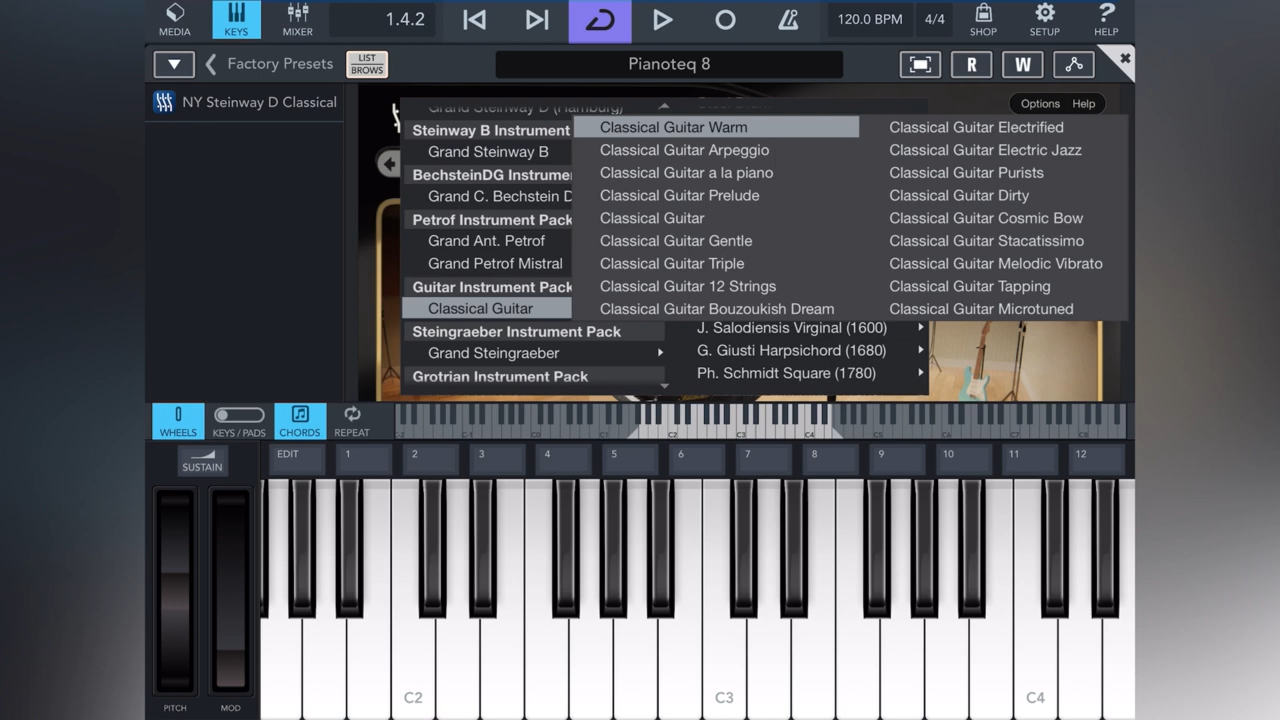 MEDIA
KEYS
MIXER
1.4.2
120.0 BPM
4/4
SHOP
SETUP
HELP
Factory Presets
LIST
BROWS
Pianoteq 8
R
W
NY Steinway D Classical
Options
Help
Grand Steinway D (Hamburg)
Steinway B Instrument
Grand Steinway B
BechsteinDG Instrume
Grand C. Bechstein D
Petrof Instrument Pack
Grand Ant. Petrof
Grand Petrof Mistral
Guitar Instrument Pack
Classical Guitar
Steingraeber Instrument Pack
Grand Steingraeber
Grotrian Instrument Pack
Classical Guitar Warm
Classical Guitar Arpeggio
Classical Guitar a la piano
Classical Guitar Prelude
Classical Guitar
Classical Guitar Gentle
Classical Guitar Triple
Classical Guitar 12 Strings
Classical Guitar Bouzoukish Dream
Classical Guitar Electrified
Classical Guitar Electric Jazz
Classical Guitar Purists
Classical Guitar Dirty
Classical Guitar Cosmic Bow
Classical Guitar Stacatissimo
Classical Guitar Melodic Vibrato
Classical Guitar Tapping
Classical Guitar Microtuned
J. Salodiensis Virginal (1600)
G. Giusti Harpsichord (1680)
Ph. Schmidt Square (1780)
WHEELS
KEYS / PADS
CHORDS
REPEAT
C2
C3
C4
SUSTAIN
EDIT
1
2
3
4
5
6
7
8
9
10
11
12
C2
C3
C4
PITCH
MOD